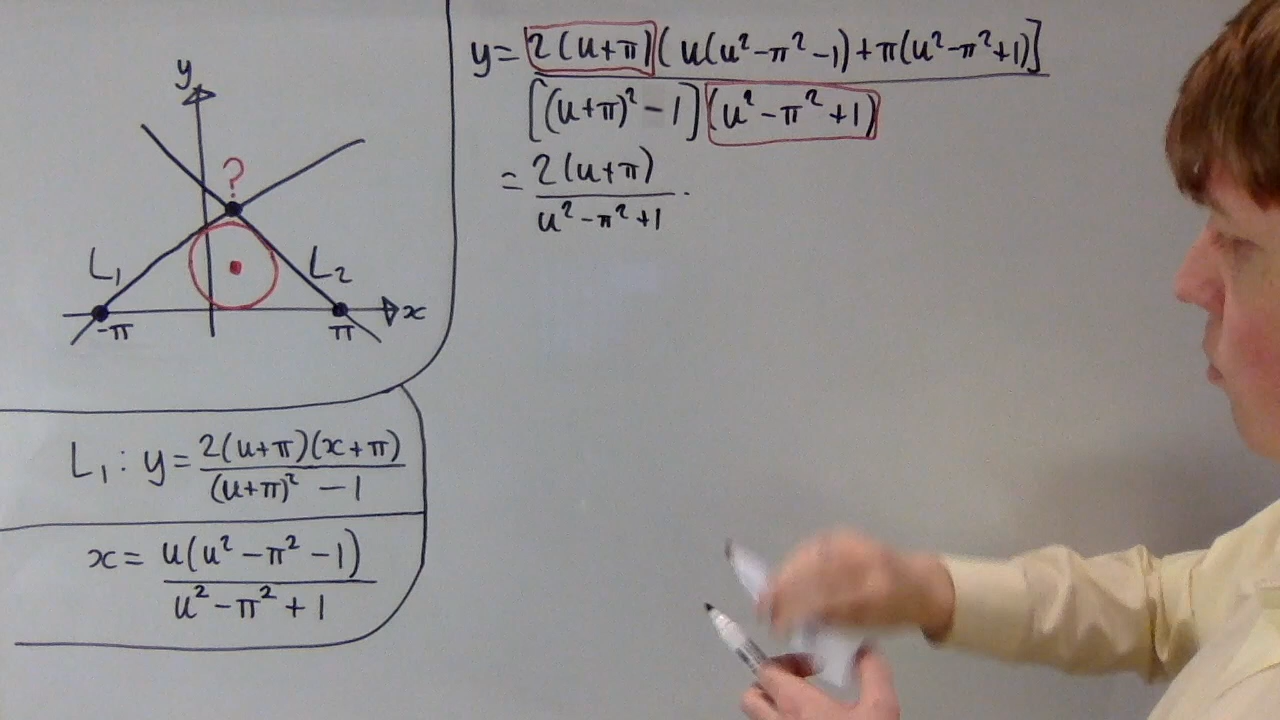 y
?
L₁
L₂
-π
π
x
L₁ : y = 2(u+π)(x+π) / (u+π)² - 1
x = u(u² - π² - 1) / u² - π² + 1
y = 2(u+π)(u(u²-π²-1)+π(u²-π²+1)] / [(u+π)²-1](u²-π²+1)
= 2(u+π) / u²-π²+1 .